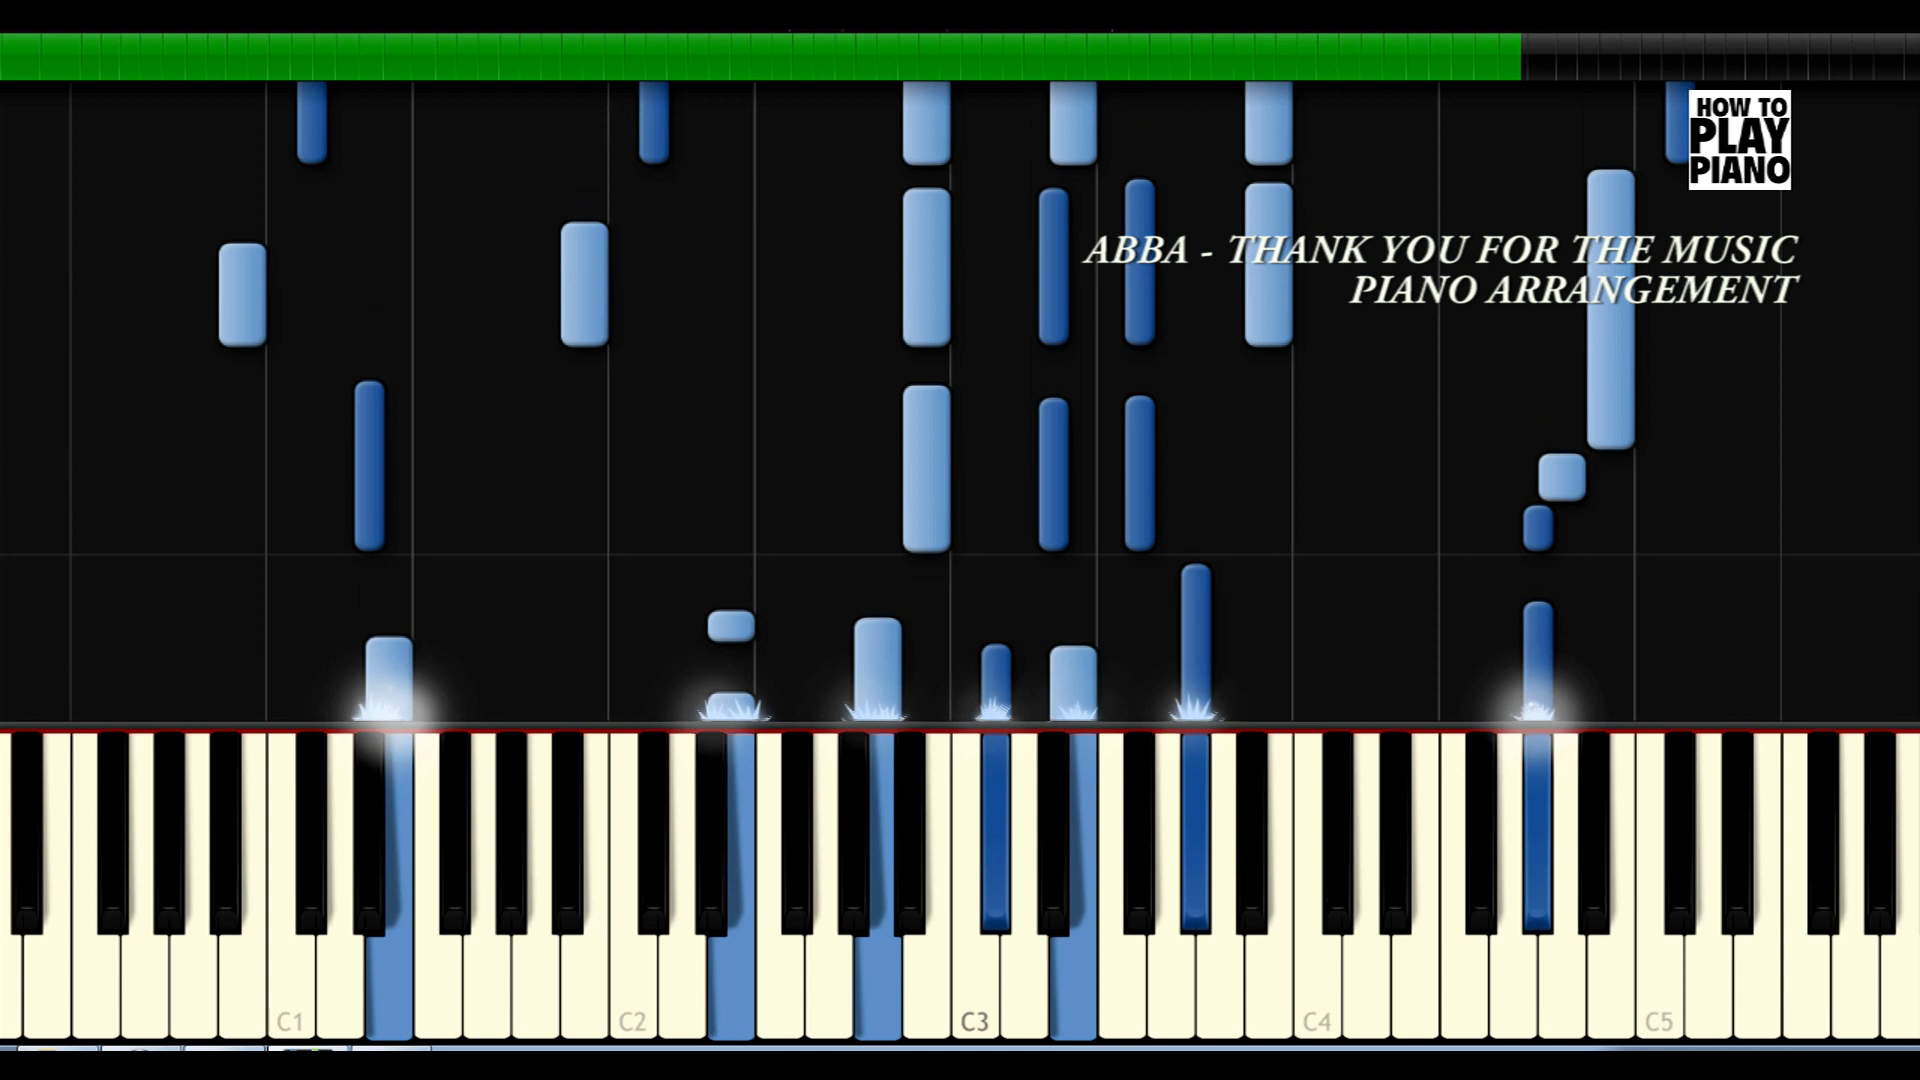 HOW TO
PLAY
PIANO
ABBA - THANK YOU FOR THE MUSIC
PIANO ARRANGEMENT
C1 C2 C3 C4 C5